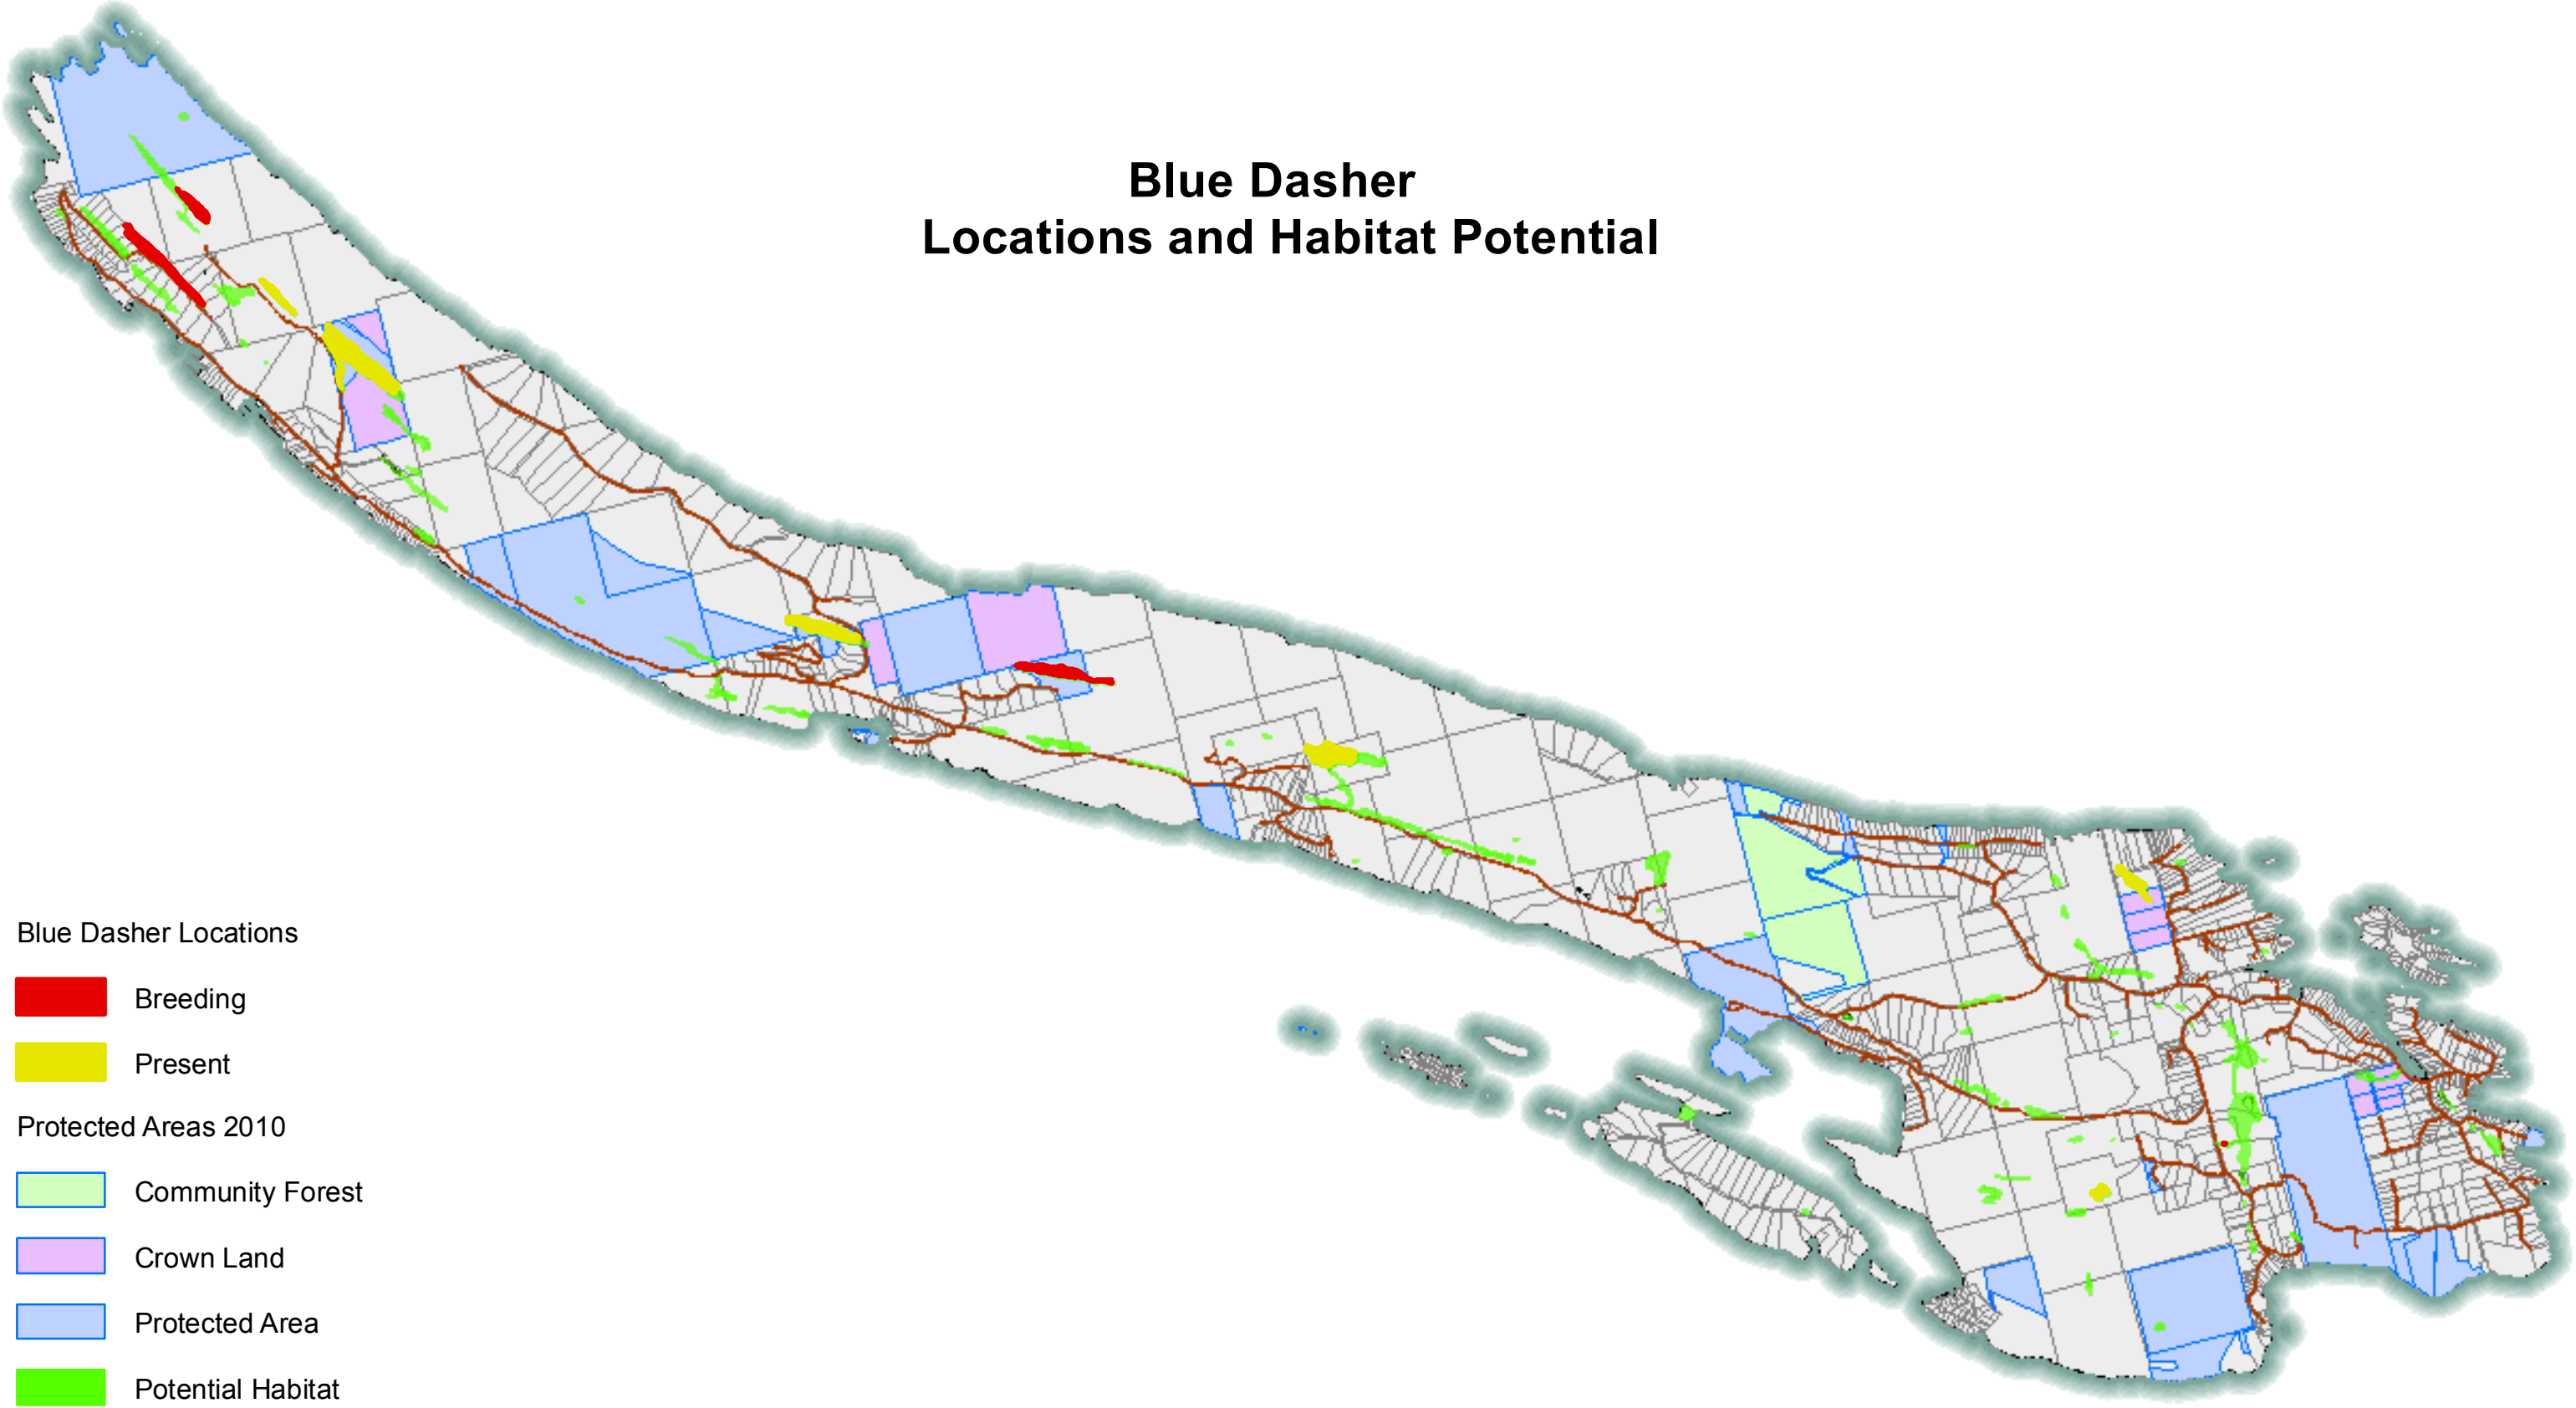 Blue Dasher
Locations and Habitat Potential
Blue Dasher Locations
Breeding
Present
Protected Areas 2010
Community Forest
Crown Land
Protected Area
Potential Habitat